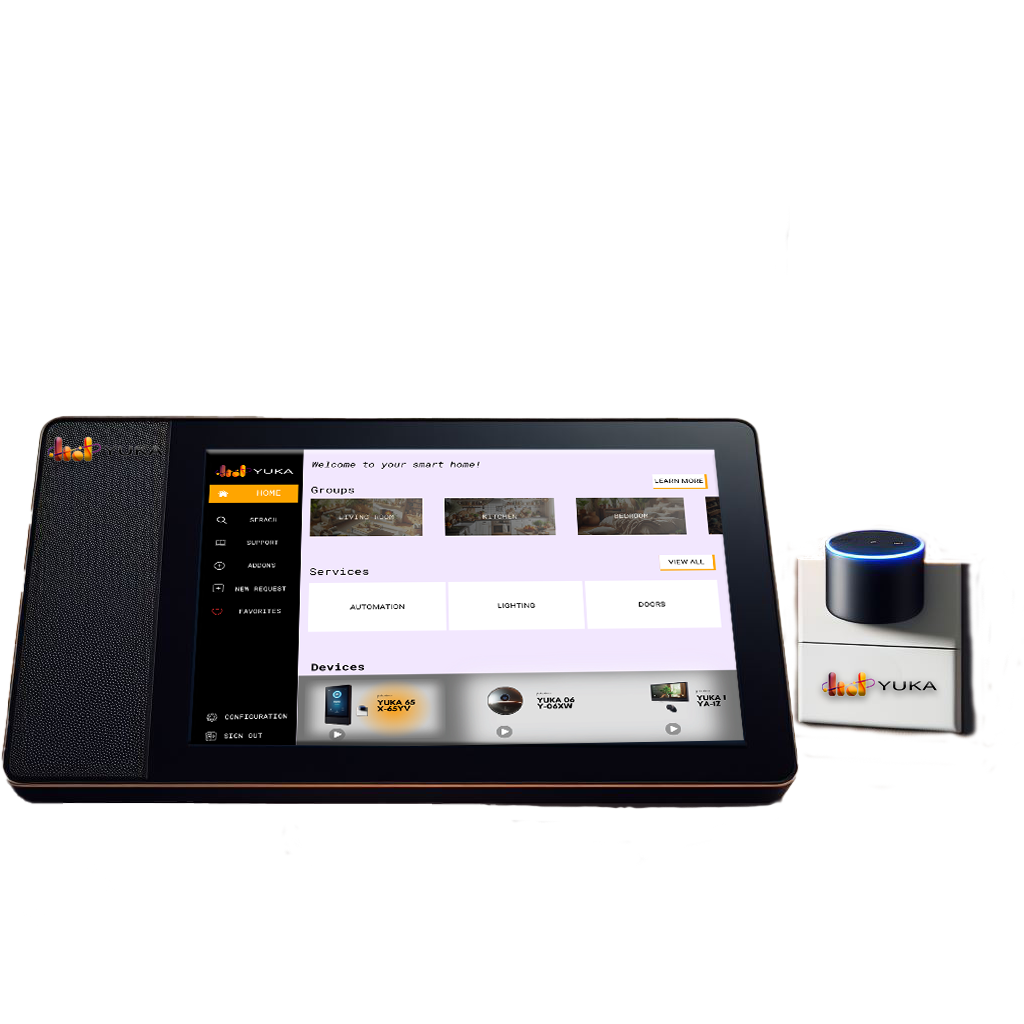 YUKA
YUKA
HOME
SERACH
SUPPORT
ADDONS
NEW REQUEST
FAVORITES
CONFIGURATION
SIGN OUT
Welcome to your smart home!
LEARN MORE
Groups
LIVING ROOM
KITCHEN
BEDROOM
Services
VIEW ALL
AUTOMATION
LIGHTING
DOORS
Devices
YUKA 65
X-65YV
YUKA 06
Y-06XW
YUKA 1
YA-1Z
YUKA